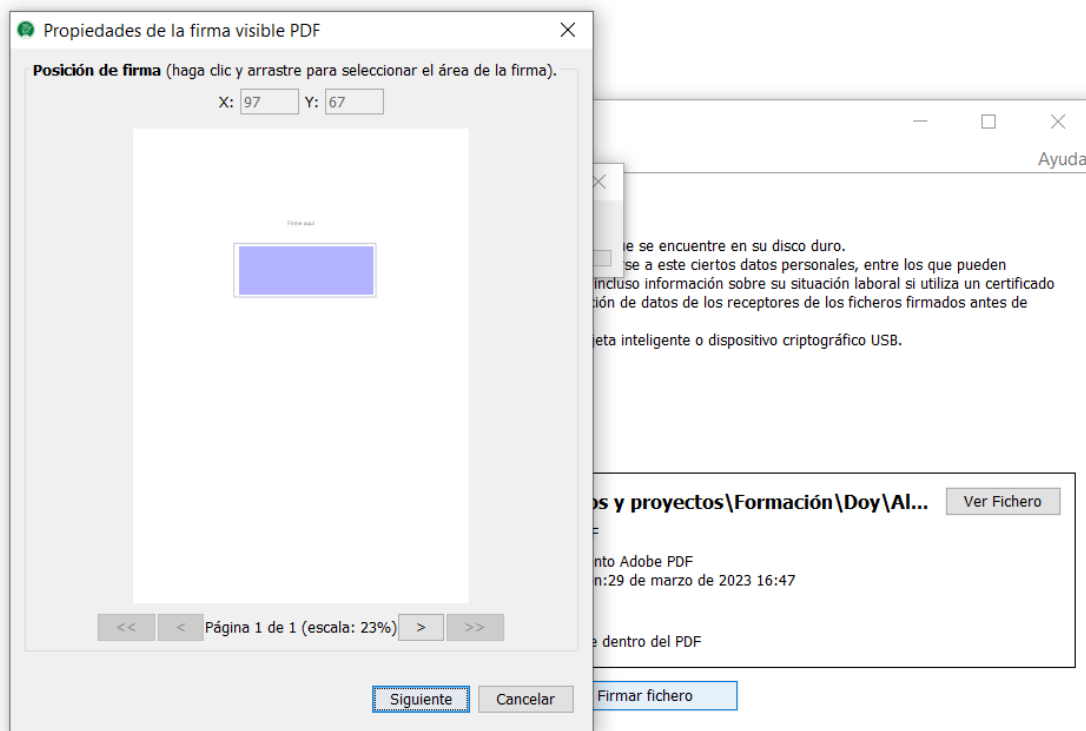 Propiedades de la firma visible PDF
Posición de firma (haga clic y arrastre para seleccionar el área de la firma).
X: 97 Y: 67
Firme aquí
<< < Página 1 de 1 (escala: 23%) > >>
Siguiente Cancelar
Ayuda
ue se encuentre en su disco duro.
rse a este ciertos datos personales, entre los que pueden
incluso información sobre su situación laboral si utiliza un certificado
ción de datos de los receptores de los ficheros firmados antes de
jeta inteligente o dispositivo criptográfico USB.
os y proyectos\Formación\Doy\Al... Ver Fichero
F
nto Adobe PDF
n:29 de marzo de 2023 16:47
e dentro del PDF
Firmar fichero